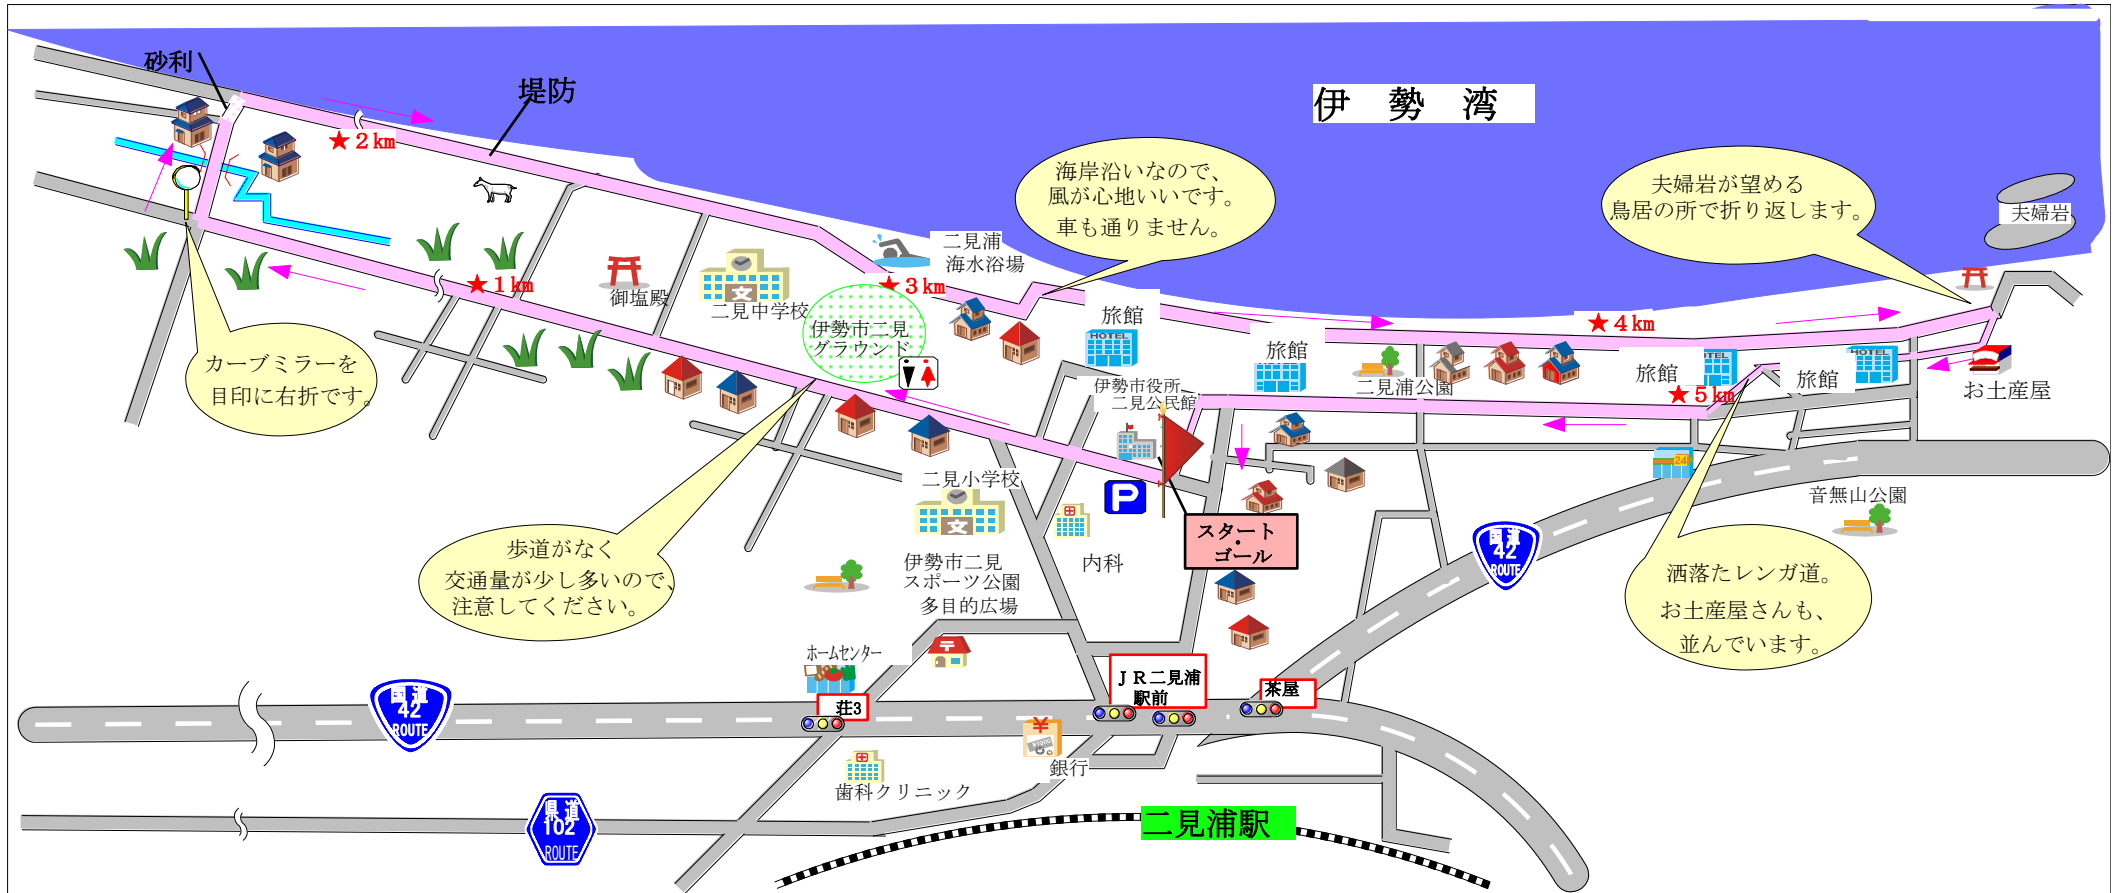 砂利
堤防
伊勢湾
★2km
海岸沿いなので、
風が心地いいです。
車も通りません。
夫婦岩が望める
鳥居の所で折り返します。
夫婦岩
二見浦
海水浴場
★1km
御塩殿
二見中学校
文
★3km
伊勢市二見
グラウンド
旅館
HOTEL
旅館
★4km
旅館
OTEL
旅館
HOTEL
お土産屋
★5km
二見浦公園
カーブミラーを
目印に右折です。
伊勢市役所
二見公民館
P
スタート
・
ゴール
二見小学校
文
24
音無山公園
歩道がなく
交通量が少し多いので、
注意してください。
伊勢市二見
スポーツ公園
多目的広場
内科
国道
42
ROUTE
洒落たレンガ道。
お土産屋さんも、
並んでいます。
ホームセンター
〒
荘3
JR二見浦
駅前
茶屋
国道
42
ROUTE
¥
銀行
歯科クリニック
県道
102
ROUTE
二見浦駅